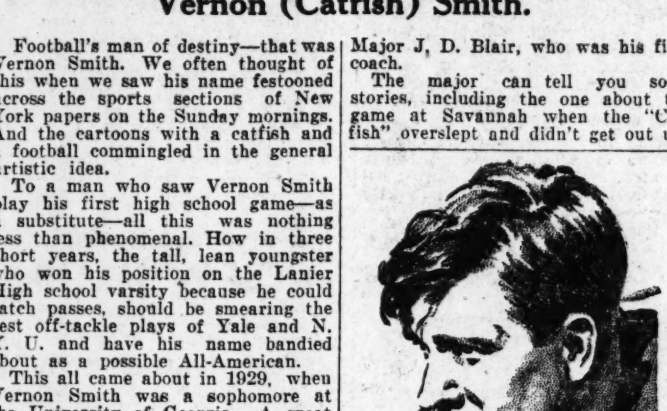 Vernon (Catfish) Smith.
Football's man of destiny—that was
Vernon Smith. We often thought of
this when we saw his name festooned
across the sports sections of New
York papers on the Sunday mornings.
And the cartoons with a catfish and
football commingled in the general
artistic idea.
To a man who saw Vernon Smith
play his first high school game—as
substitute—all this was nothing
less than phenomenal. How in three
short years, the tall, lean youngster
who won his position on the Lanier
High school varsity because he could
catch passes, should be smearing the
best off-tackle plays of Yale and N.
Y. U. and have his name bandied
about as a possible All-American.
This all came about in 1929, when
Vernon Smith was a sophomore at
the University of Georgia. A great
Major J. D. Blair, who was his
coach.
The major can tell you
stories, including the one about
game at Savannah when the
fish" overslept and didn't get out